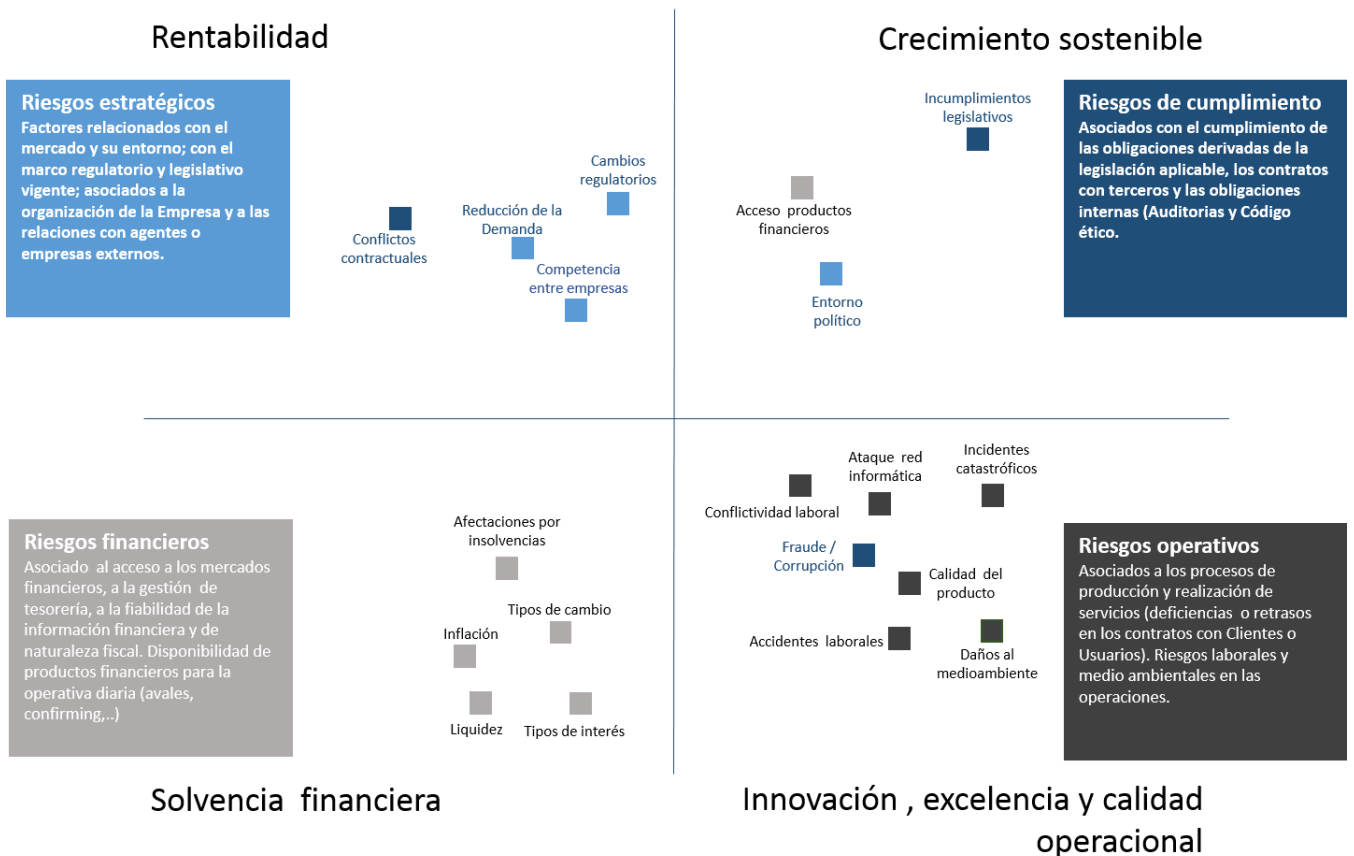 Rentabilidad
Crecimiento sostenible
Riesgos estratégicos
Factores relacionados con el
mercado y su entorno; con el
marco regulatorio y legislativo
vigente; asociados a la
organización de la Empresa y a las
relaciones con agentes o
empresas externos.
Conflictos
contractuales
Reducción de la
Demanda
Cambios
regulatorios
Competencia
entre empresas
Incumplimientos
legislativos
Acceso productos
financieros
Entorno
político
Riesgos de cumplimiento
Asociados con el cumplimiento de
las obligaciones derivadas de la
legislación aplicable, los contratos
con terceros y las obligaciones
internas (Auditorias y Código
ético.
Riesgos financieros
Asociado al acceso a los mercados
financieros, a la gestión de
tesorería, a la fiabilidad de la
información financiera y de
naturaleza fiscal. Disponibilidad de
productos financieros para la
operativa diaria (avales,
confirming,..)
Afectaciones por
insolvencias
Tipos de cambio
Inflación
Liquidez
Tipos de interés
Conflictividad laboral
Ataque red
informática
Incidentes
catastróficos
Fraude /
Corrupción
Calidad del
producto
Accidentes laborales
Daños al
medioambiente
Riesgos operativos
Asociados a los procesos de
producción y realización de
servicios (deficiencias o retrasos
en los contratos con Clientes o
Usuarios). Riesgos laborales y
medio ambientales en las
operaciones.
Solvencia financiera
Innovación , excelencia y calidad
operacional